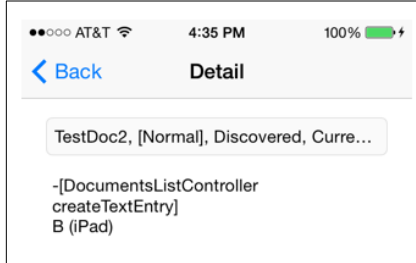 AT&T 4:35 PM 100%
Back Detail
TestDoc2, [Normal], Discovered, Curre...
-[DocumentsListController
createTextEntry]
B (iPad)